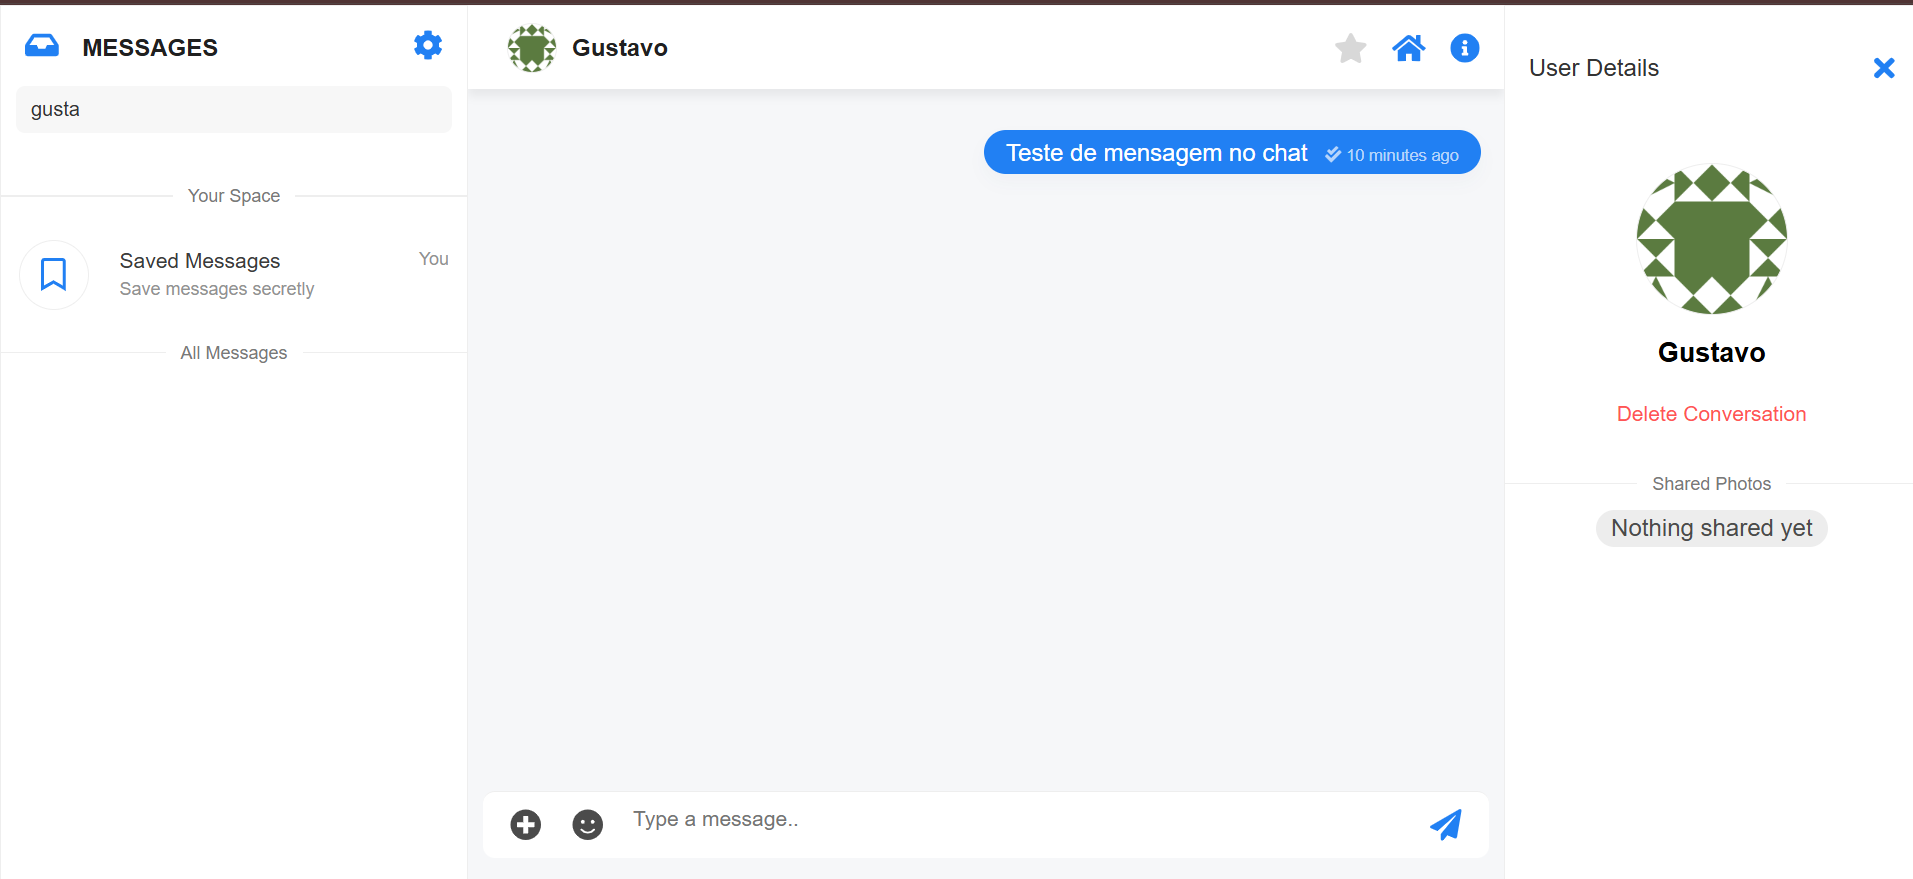 MESSAGES
gusta
Your Space
Saved Messages
You
Save messages secretly
All Messages
Gustavo
Teste de mensagem no chat 10 minutes ago
Type a message..
User Details
Gustavo
Delete Conversation
Shared Photos
Nothing shared yet